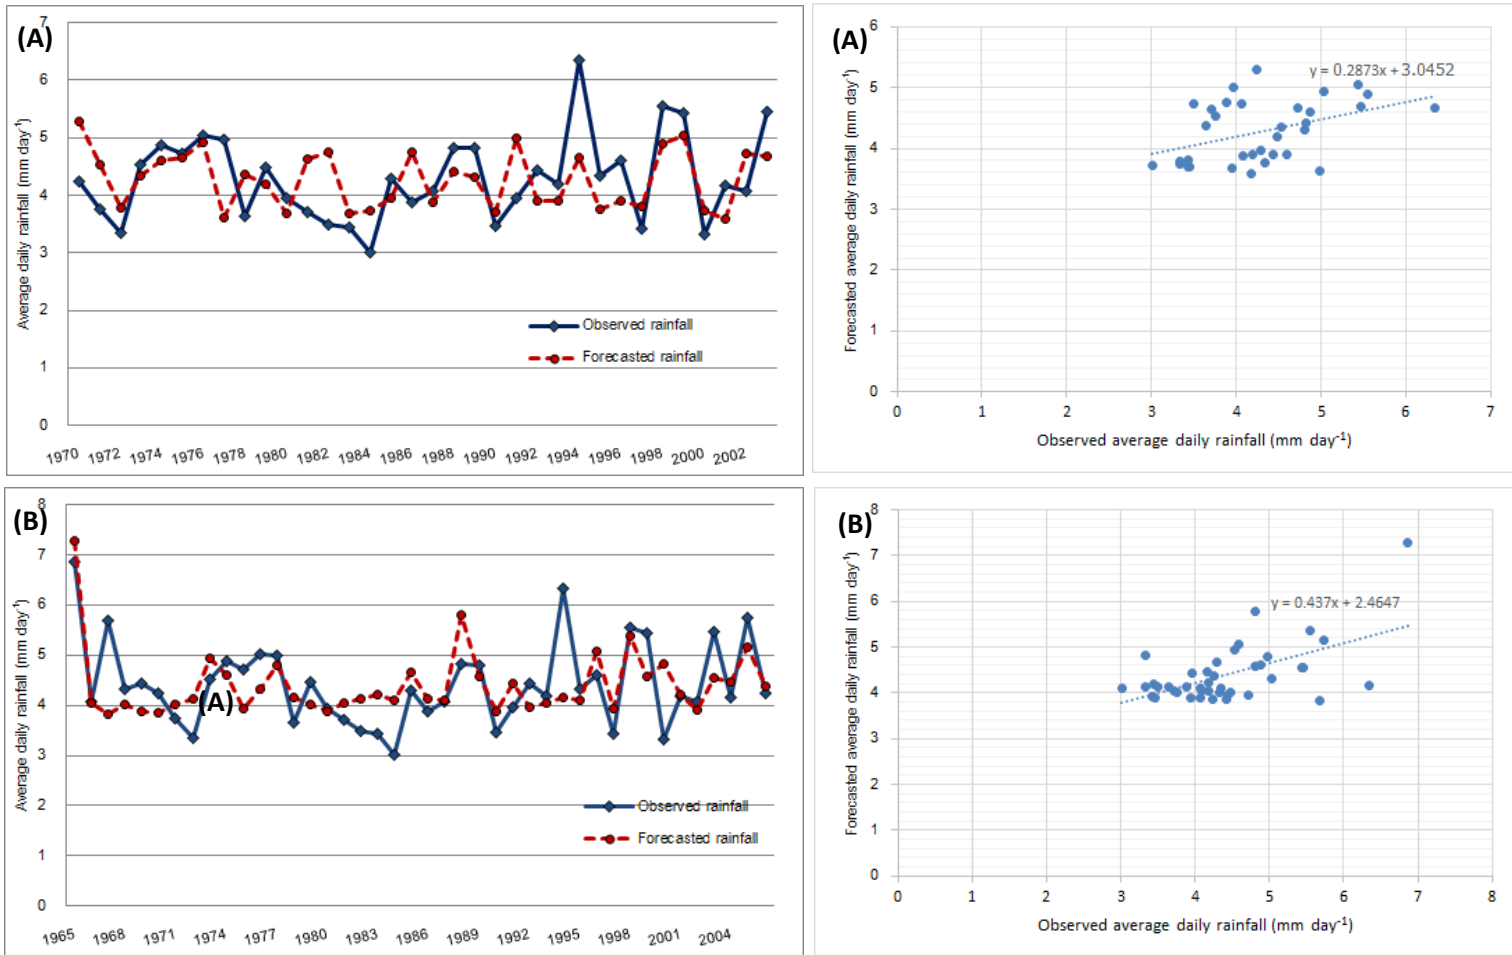 (A)
7
6
5
4
3
2
1
0
Average daily rainfall (mm day-1)
Observed rainfall
Forecasted rainfall
1970 1972 1974 1976 1978 1980 1982 1984 1986 1988 1990 1992 1994 1996 1998 2000 2002
(A)
6
5
4
3
2
1
0
Forecasted average daily rainfall (mm day-1)
y = 0.2873x + 3.0452
0 1 2 3 4 5 6 7
Observed average daily rainfall (mm day-1)
(B)
8
7
6
5
4
3
2
1
0
Average daily rainfall (mm day-1)
(A)
Observed rainfall
Forecasted rainfall
1965 1968 1971 1974 1977 1980 1983 1986 1989 1992 1995 1998 2001 2004
(B)
8
7
6
5
4
3
2
1
0
Forecasted average daily rainfall (mm day-1)
y = 0.437x + 2.4647
0 1 2 3 4 5 6 7 8
Observed average daily rainfall (mm day-1)